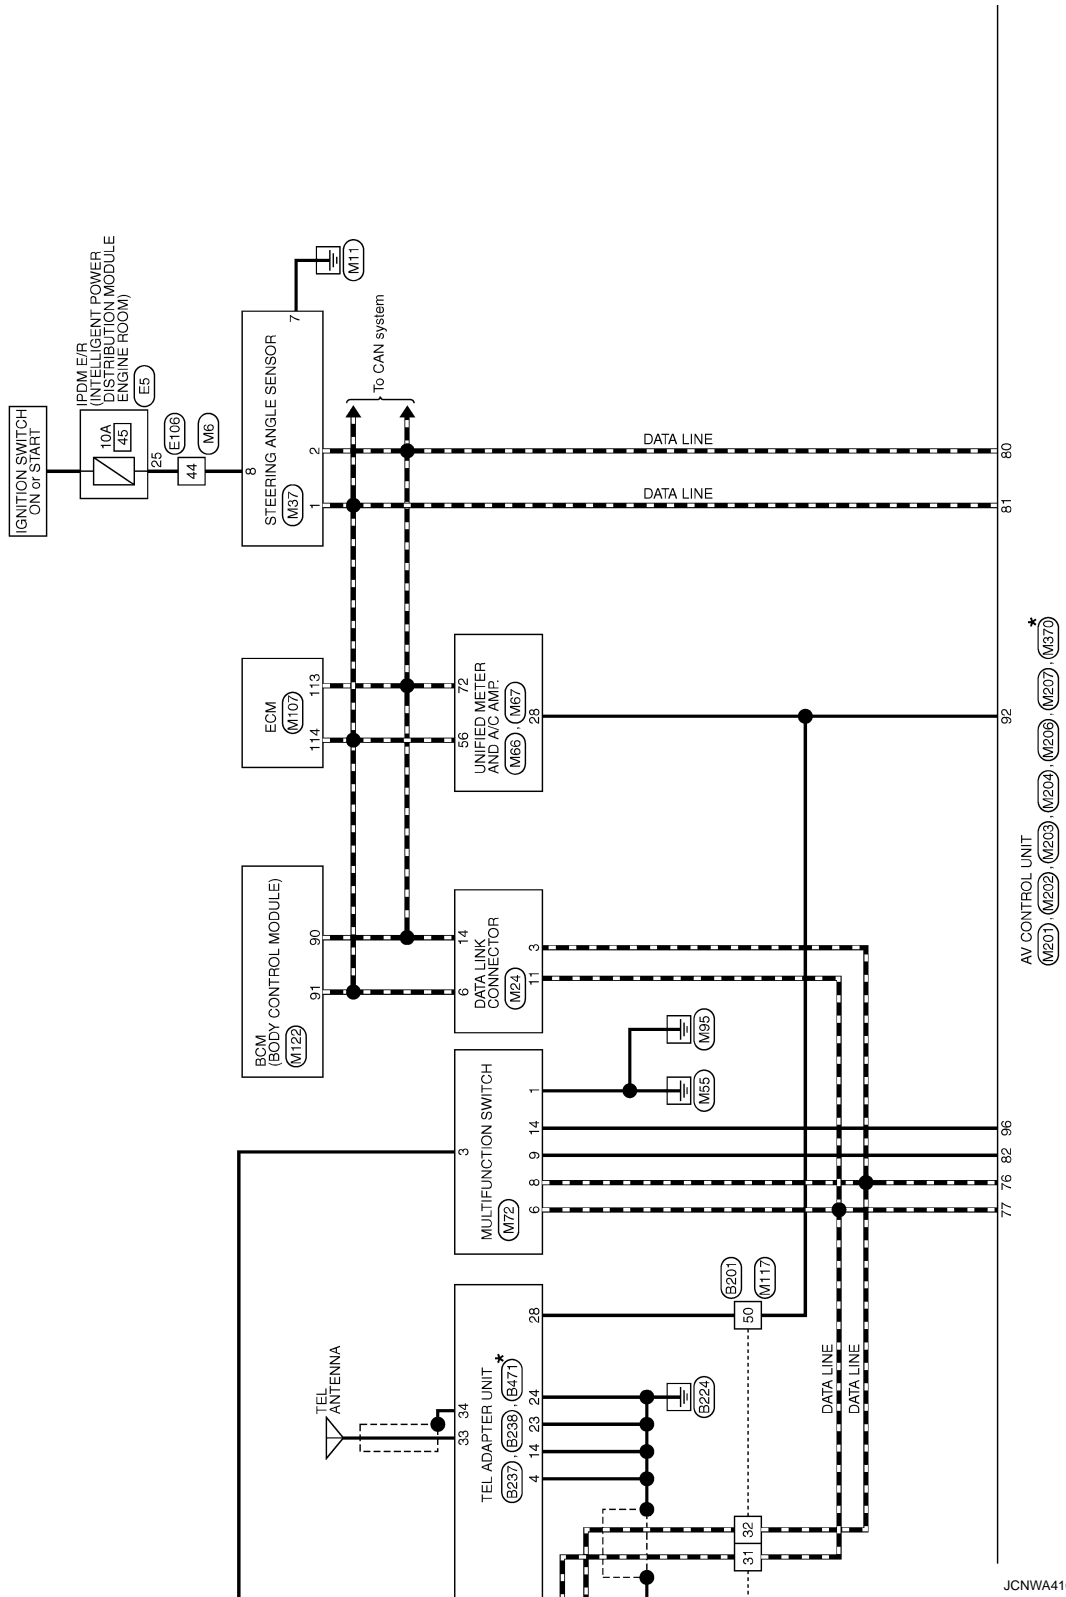 IGNITION SWITCH
ON or START
IPDM E/R
(INTELLIGENT POWER
DISTRIBUTION MODULE
ENGINE ROOM)
E5
10A
45
25
E106
44
M6
8
STEERING ANGLE SENSOR
M37
7
M11
1
2
To CAN system
DATA LINE
DATA LINE
80
81
ECM
M107
114
113
56
72
UNIFIED METER
AND A/C AMP.
M66 , M67
28
92
BCM
(BODY CONTROL MODULE)
M122
91
90
6
14
DATA LINK
CONNECTOR
M24
11
3
3
MULTIFUNCTION SWITCH
M72
6
8
9
14
1
M55
M95
77
76
82
96
AV CONTROL UNIT
M201 , M202 , M203 , M204 , M206 , M207 , M370 *
TEL
ANTENNA
33
34
TEL ADAPTER UNIT
B237 , B238 , B471 *
4
14
23
24
28
B224
B201
50
M117
DATA LINE
DATA LINE
31
32